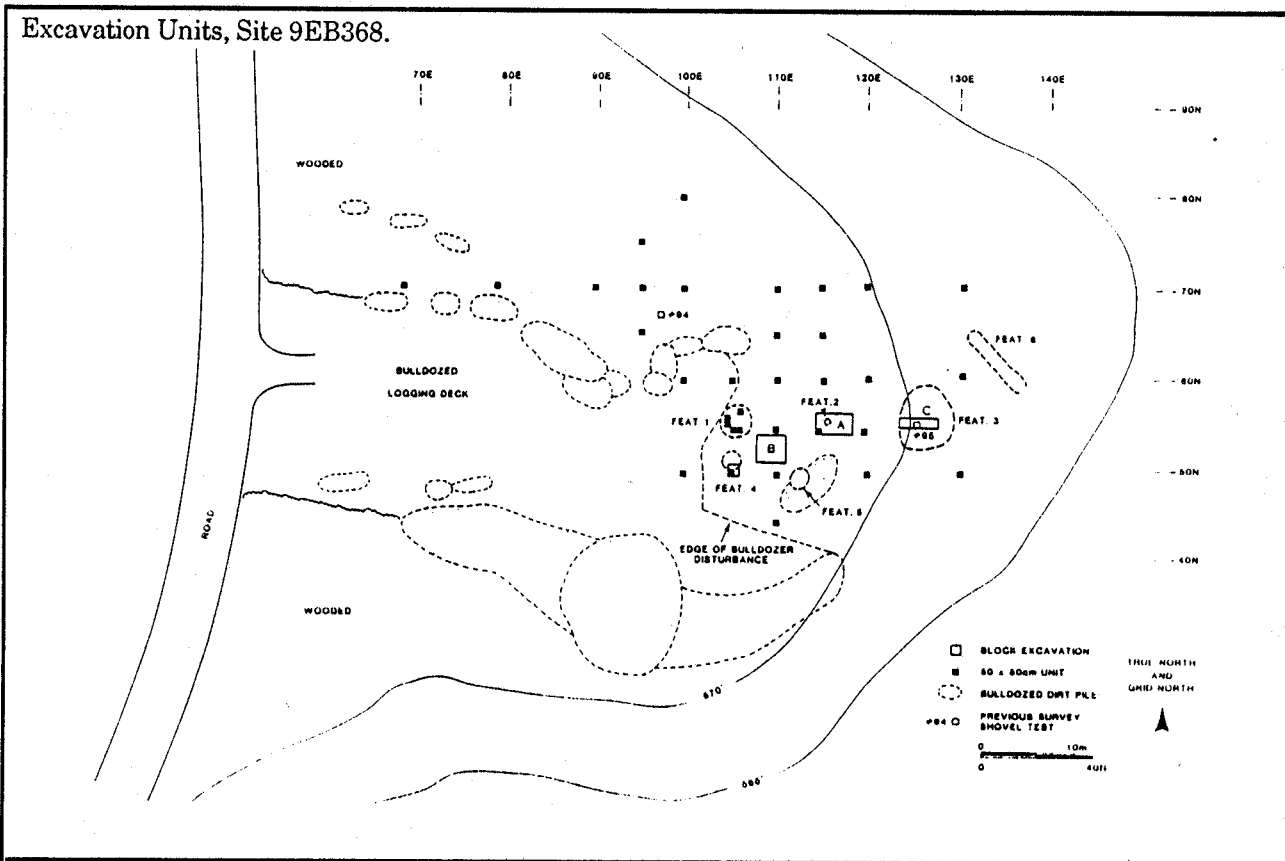 Excavation Units, Site 9EB368.
70E 80E 90E 100E 110E 120E 130E 140E
90N
WOODED
80N
70N
#84
FEAT. 6
BULLDOZED
LOGGING DECK
60N
FEAT.2
FEAT 1
A
C
FEAT. 3
B
50N
FEAT. 4
FEAT. 5
ROAD
EDGE OF BULLDOZER
DISTURBANCE
40N
WOODED
BLOCK EXCAVATION
50 x 50cm UNIT
BULLDOZED DIRT PILE
#84 PREVIOUS SURVEY
SHOVEL TEST
TRUE NORTH
AND
GRID NORTH
0 10m
0 40ft
670'